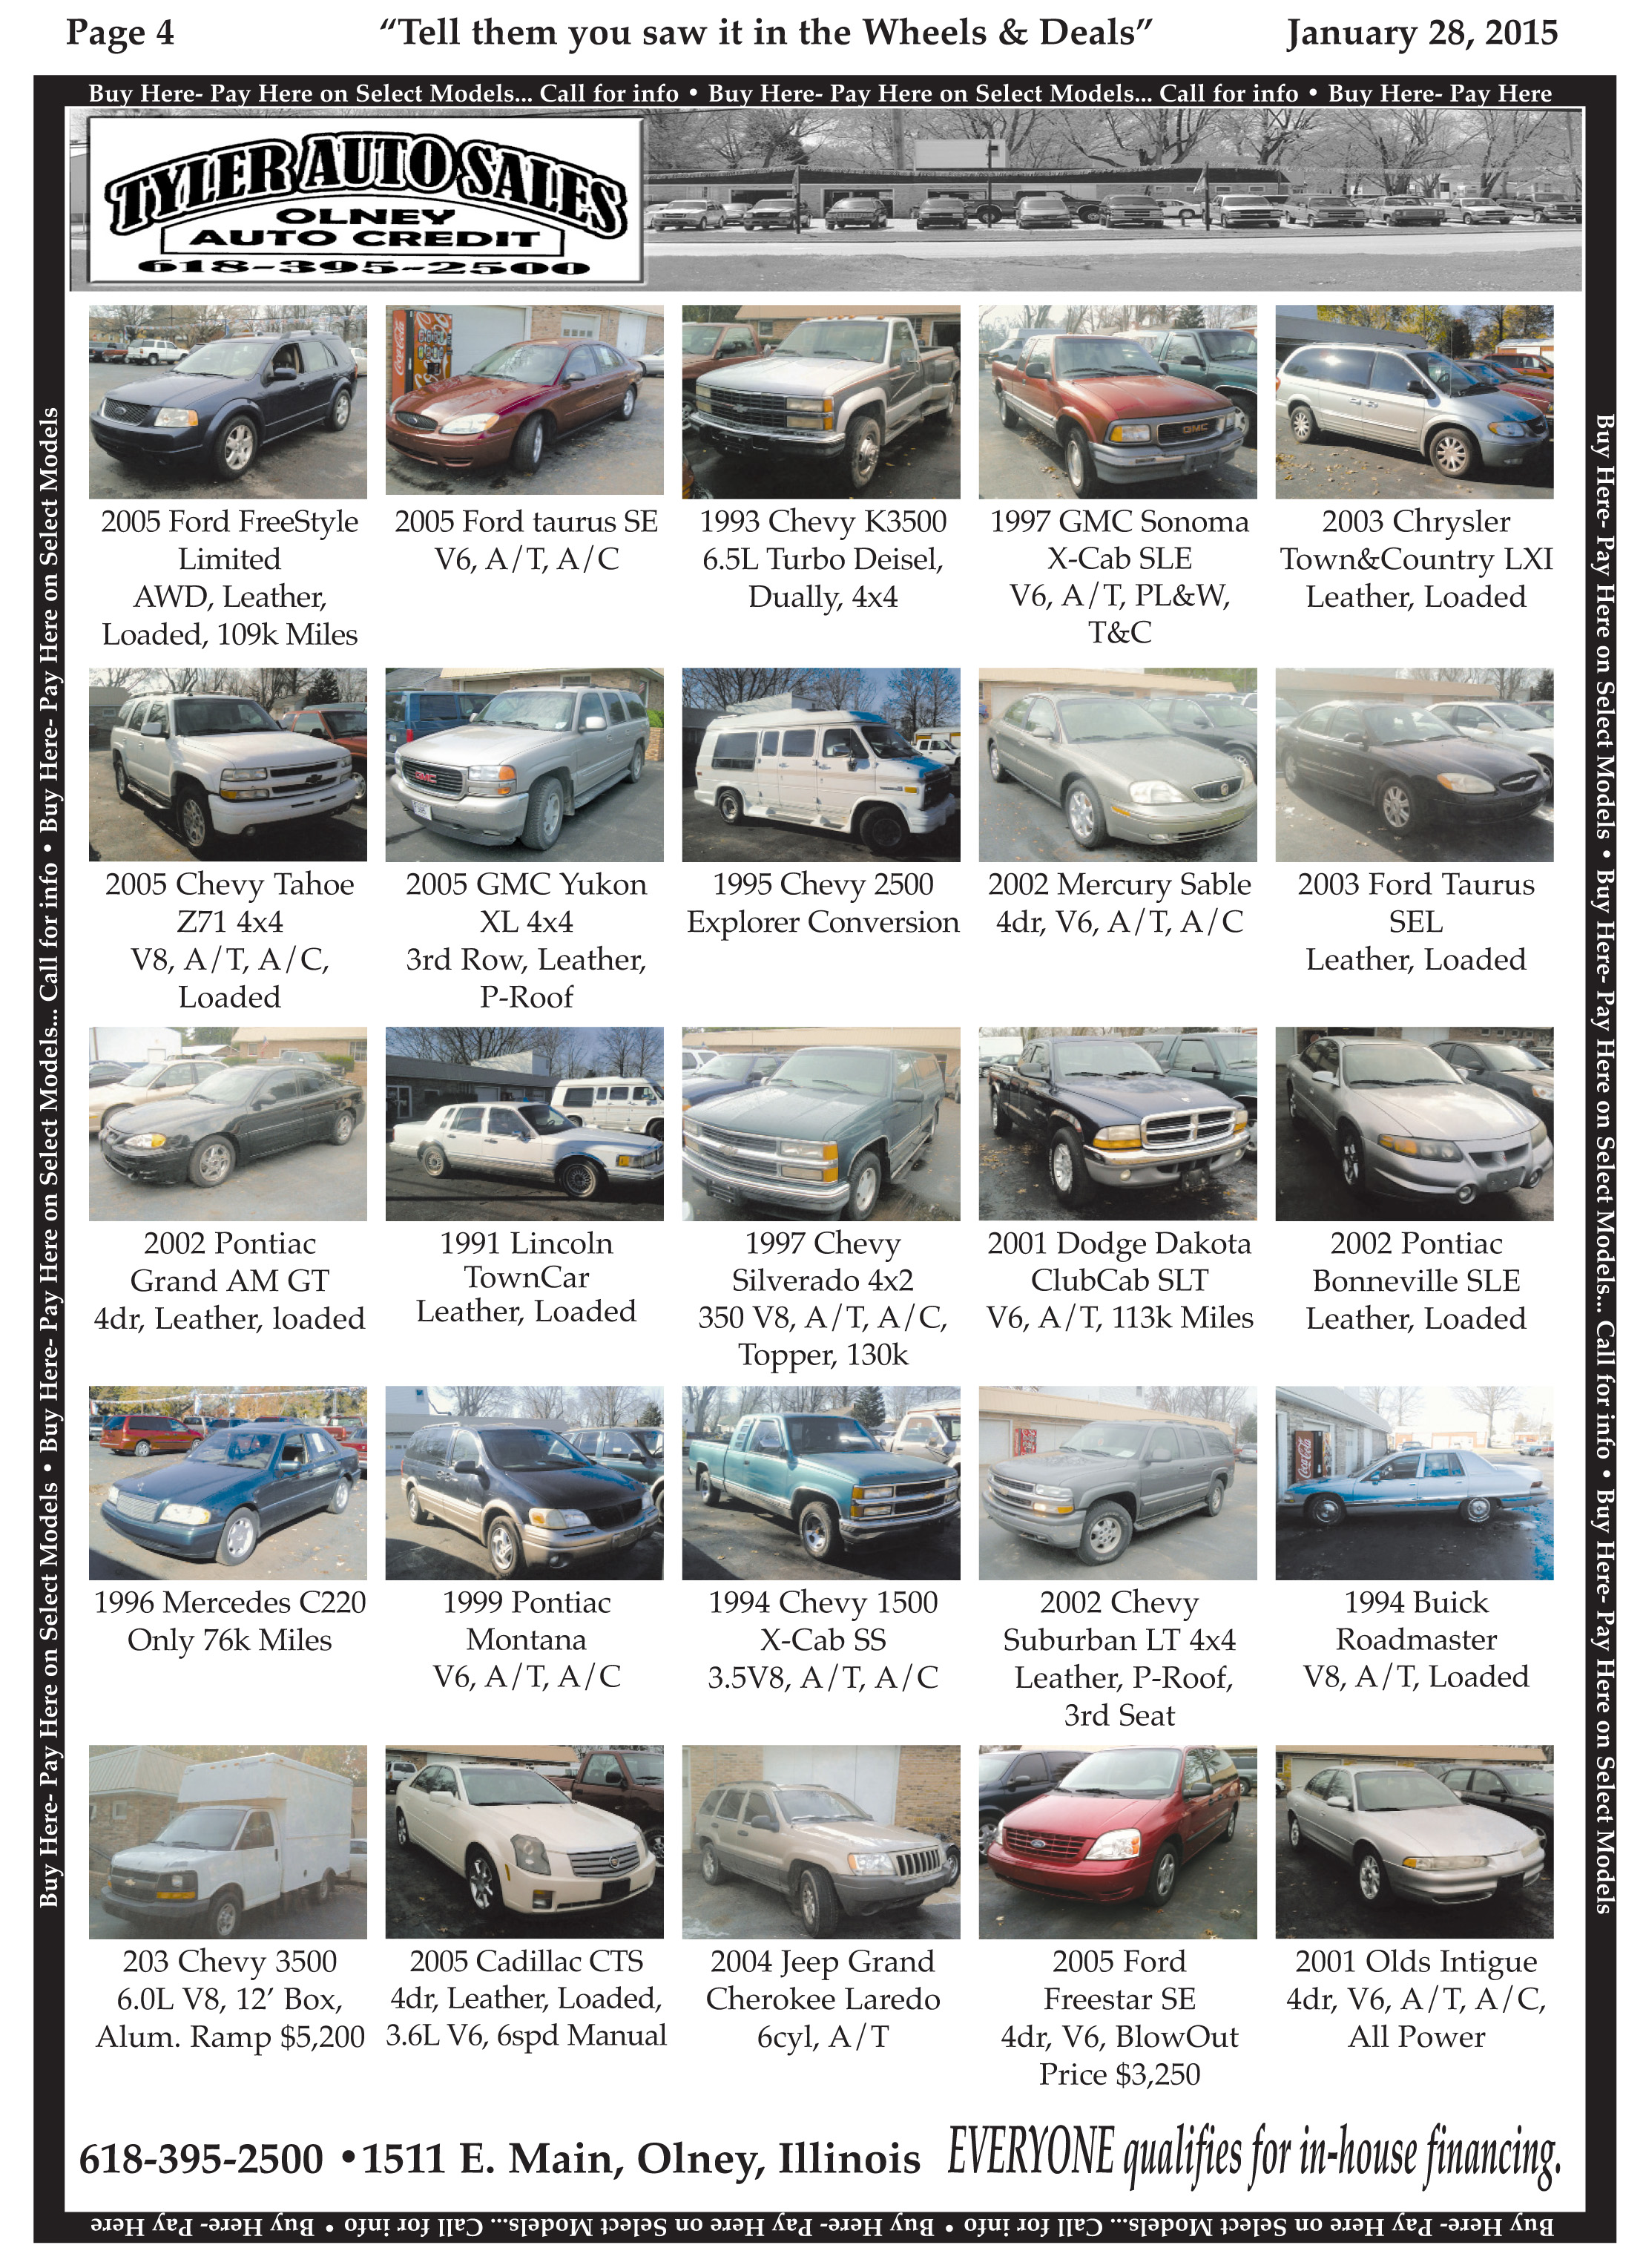 Page 4
“Tell them you saw it in the Wheels & Deals”
January 28, 2015
Buy Here- Pay Here on Select Models... Call for info • Buy Here- Pay Here on Select Models... Call for info • Buy Here- Pay Here
TYLER AUTO SALES
OLNEY
AUTO CREDIT
618-395-2500
2005 Ford FreeStyle
Limited
AWD, Leather,
Loaded, 109k Miles
2005 Ford taurus SE
V6, A/T, A/C
1993 Chevy K3500
6.5L Turbo Deisel,
Dually, 4x4
1997 GMC Sonoma
X-Cab SLE
V6, A/T, PL&W,
T&C
2003 Chrysler
Town&Country LXI
Leather, Loaded
2005 Chevy Tahoe
Z71 4x4
V8, A/T, A/C,
Loaded
2005 GMC Yukon
XL 4x4
3rd Row, Leather,
P-Roof
1995 Chevy 2500
Explorer Conversion
2002 Mercury Sable
4dr, V6, A/T, A/C
2003 Ford Taurus
SEL
Leather, Loaded
2002 Pontiac
Grand AM GT
4dr, Leather, loaded
1991 Lincoln
TownCar
Leather, Loaded
1997 Chevy
Silverado 4x2
350 V8, A/T, A/C,
Topper, 130k
2001 Dodge Dakota
ClubCab SLT
V6, A/T, 113k Miles
2002 Pontiac
Bonneville SLE
Leather, Loaded
1996 Mercedes C220
Only 76k Miles
1999 Pontiac
Montana
V6, A/T, A/C
1994 Chevy 1500
X-Cab SS
3.5V8, A/T, A/C
2002 Chevy
Suburban LT 4x4
Leather, P-Roof,
3rd Seat
1994 Buick
Roadmaster
V8, A/T, Loaded
203 Chevy 3500
6.0L V8, 12’ Box,
Alum. Ramp $5,200
2005 Cadillac CTS
4dr, Leather, Loaded,
3.6L V6, 6spd Manual
2004 Jeep Grand
Cherokee Laredo
6cyl, A/T
2005 Ford
Freestar SE
4dr, V6, BlowOut
Price $3,250
2001 Olds Intigue
4dr, V6, A/T, A/C,
All Power
618-395-2500 •1511 E. Main, Olney, Illinois
EVERYONE qualifies for in-house financing.
Buy Here- Pay Here on Select Models • Buy Here- Pay Here on Select Models... Call for info • Buy Here- Pay Here on Select Models
Buy Here- Pay Here on Select Models • Buy Here- Pay Here on Select Models... Call for info • Buy Here- Pay Here on Select Models
Buy Here- Pay Here on Select Models... Call for info • Buy Here- Pay Here on Select Models... Call for info • Buy Here- Pay Here
GMC
GMC
Coca-Cola
Coca-Cola